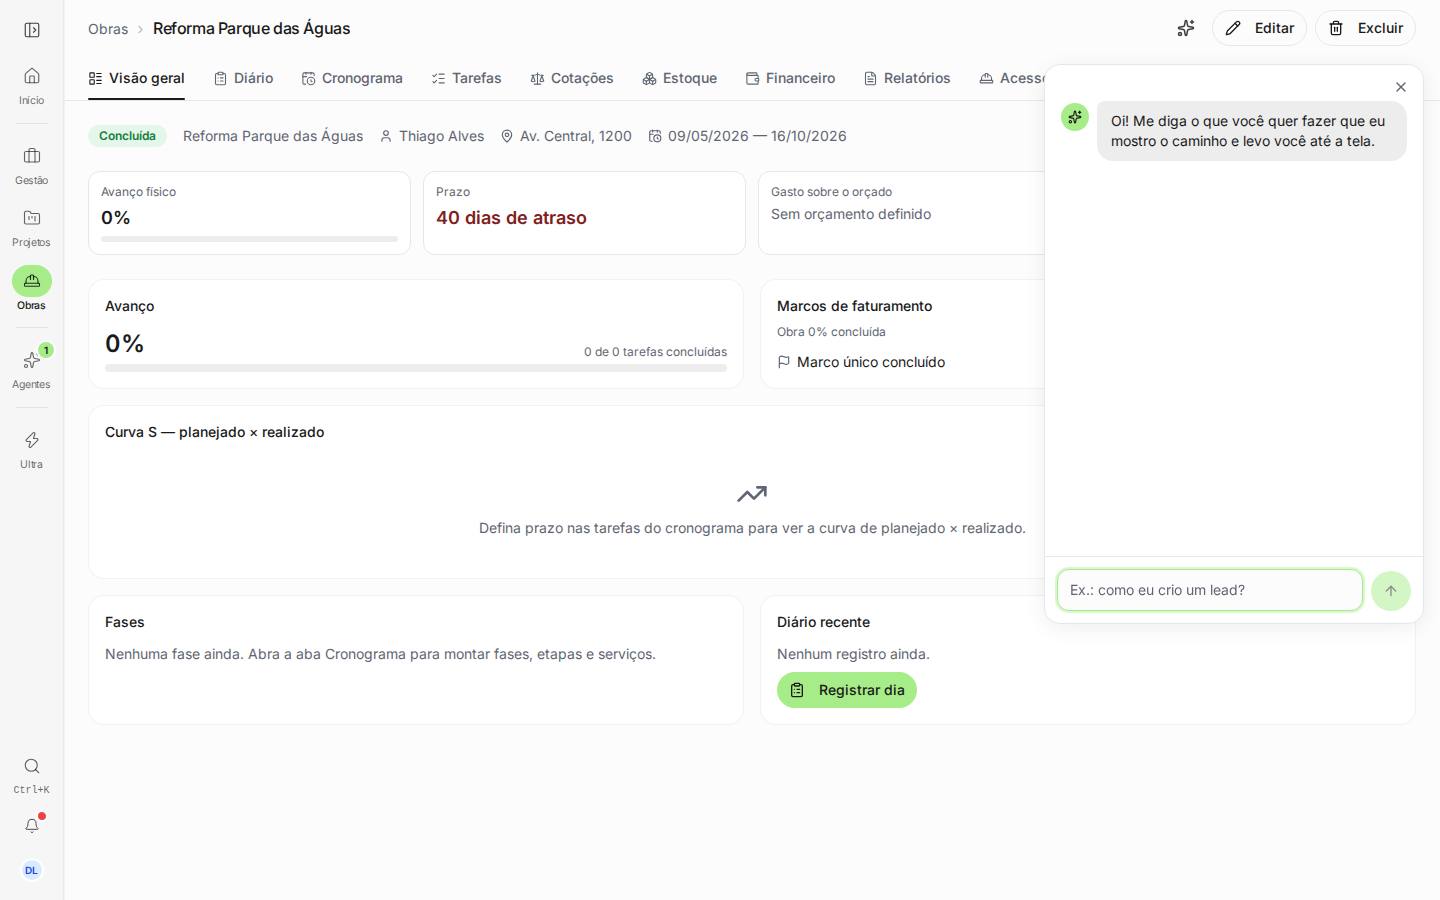 Obras
Reforma Parque das Águas
Editar
Excluir
Início
Gestão
Projetos
Obras
1
Agentes
Ultra
Ctrl+K
DL
Visão geral
Diário
Cronograma
Tarefas
Cotações
Estoque
Financeiro
Relatórios
Concluída
Reforma Parque das Águas
Thiago Alves
Av. Central, 1200
09/05/2026 — 16/10/2026
Avanço físico
0%
Prazo
40 dias de atraso
Gasto sobre o orçado
Sem orçamento definido
Avanço
0%
0 de 0 tarefas concluídas
Marcos de faturamento
Obra 0% concluída
Marco único concluído
Curva S — planejado × realizado
Defina prazo nas tarefas do cronograma para ver a curva de planejado × realizado.
Fases
Nenhuma fase ainda. Abra a aba Cronograma para montar fases, etapas e serviços.
Diário recente
Nenhum registro ainda.
Registrar dia
Oi! Me diga o que você quer fazer que eu
mostro o caminho e levo você até a tela.
Ex.: como eu crio um lead?